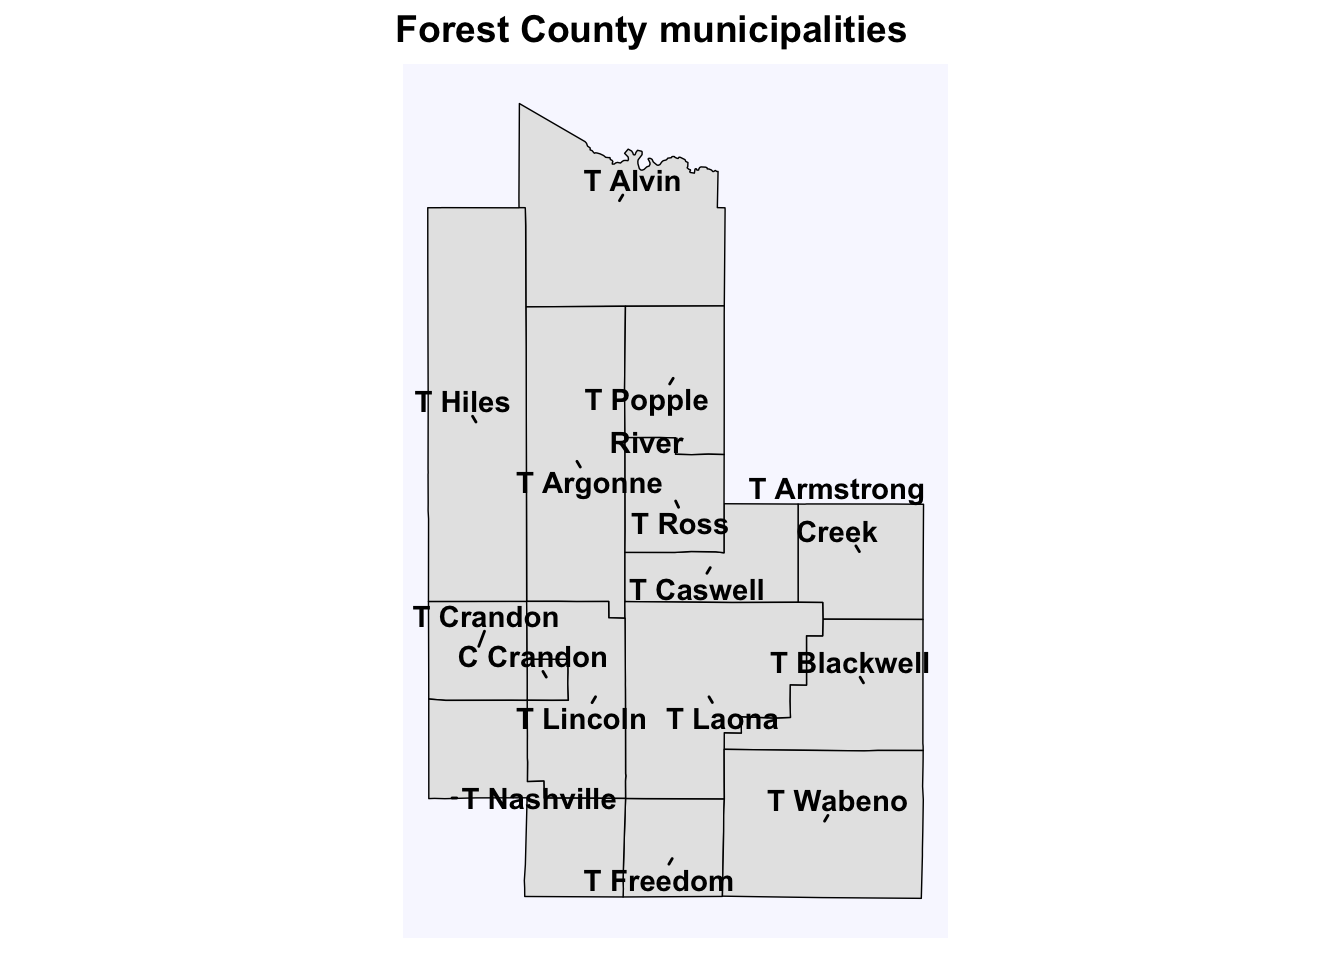 Forest County municipalities
T Alvin
T Hiles
T Popple
River
T Argonne
T Armstrong
Creek
T Ross
T Caswell
T Crandon
C Crandon
T Blackwell
T Lincoln
T Laona
T Nashville
T Wabeno
T Freedom